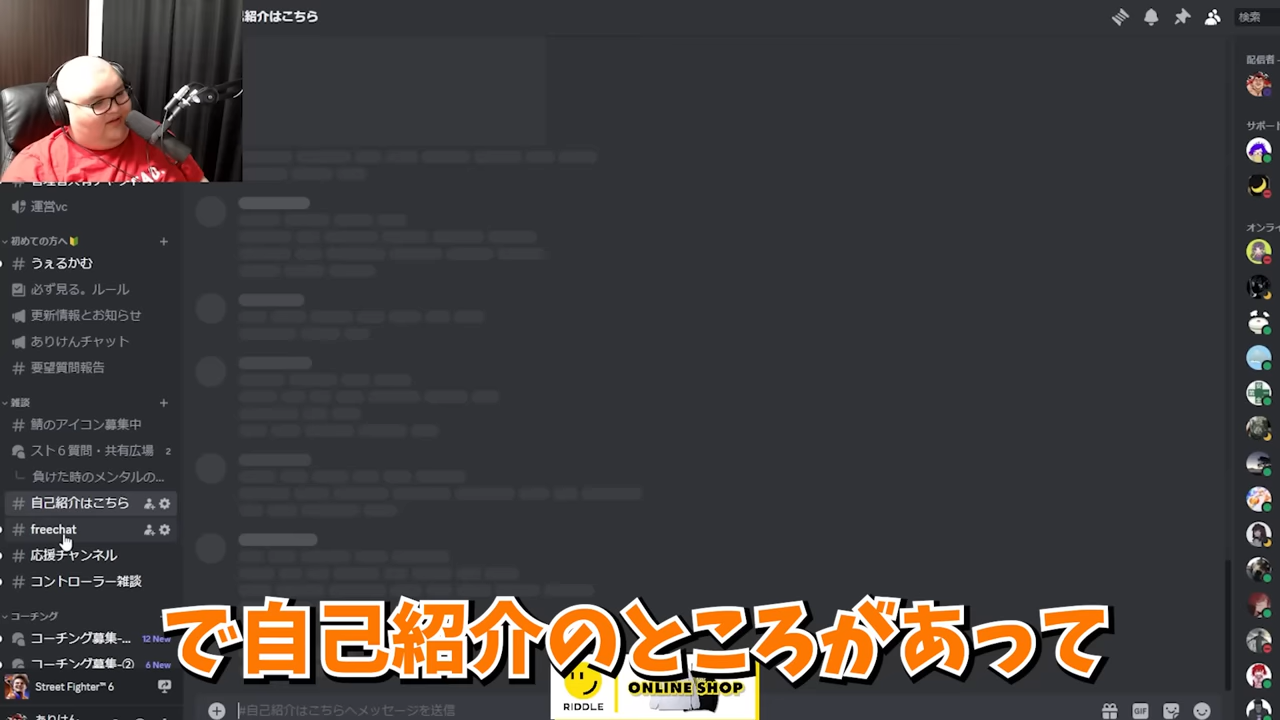 己紹介はこちら
検索
運営vc
初めての方へ🔰
うぇるかむ
必ず見る。ルール
更新情報とお知らせ
ありけんチャット
要望質問報告
雑談
鯖のアイコン募集中
スト６質問・共有広場 2
負けた時のメンタルの...
自己紹介はこちら
freechat
応援チャンネル
コントローラー雑談
コーチング
コーチング募集-... 12 New
コーチング募集-② 6 New
Street Fighter™ 6
ありけん
#自己紹介はこちらへメッセージを送信
GIF
配信者 -
サポート
オンライ
で自己紹介のところがあって
RIDDLE
ONLINE SHOP